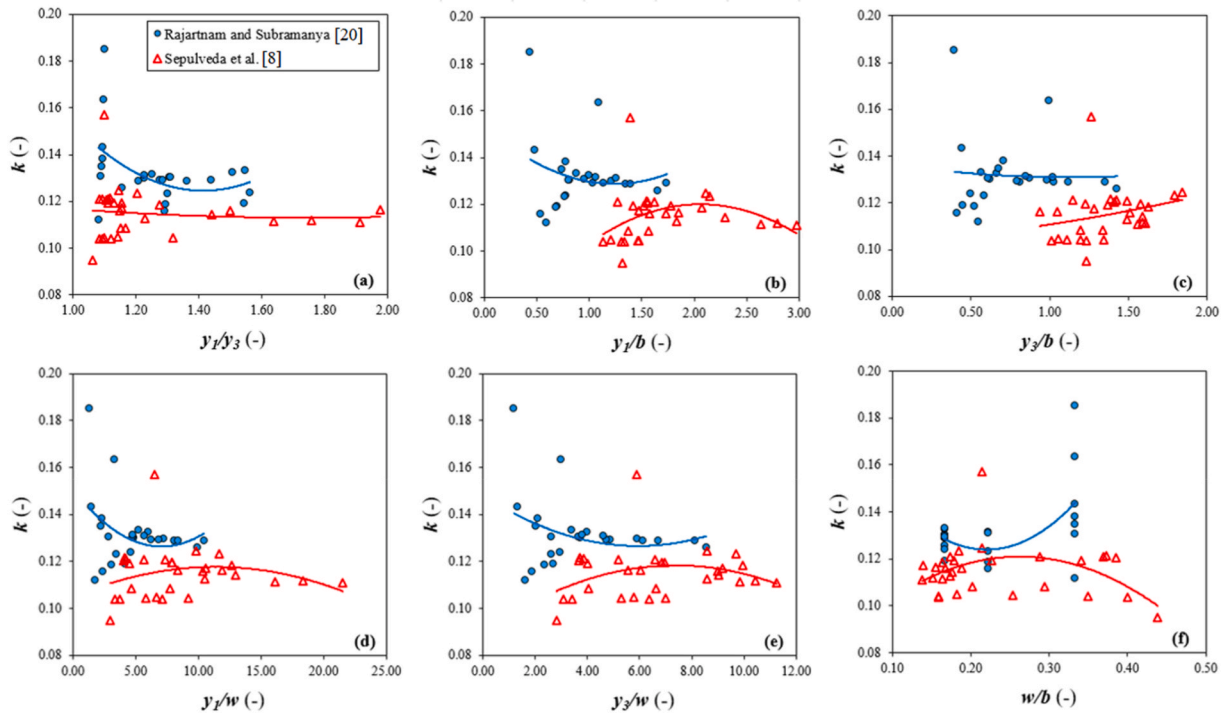 0.20
0.18
0.16
0.14
0.12
0.10
0.08
k (-)
Rajartnam and Subramanya [20]
Sepulveda et al. [8]
(a)
1.00 1.20 1.40 1.60 1.80 2.00
y1/y3 (-)
0.20
0.18
0.16
0.14
0.12
0.10
0.08
k (-)
(b)
0.00 0.50 1.00 1.50 2.00 2.50 3.00
y1/b (-)
0.20
0.18
0.16
0.14
0.12
0.10
0.08
k (-)
(c)
0.00 0.50 1.00 1.50 2.00
y3/b (-)
0.20
0.18
0.16
0.14
0.12
0.10
0.08
k (-)
(d)
0.00 5.00 10.00 15.00 20.00 25.00
y1/w (-)
0.20
0.18
0.16
0.14
0.12
0.10
0.08
k (-)
(e)
0.00 2.00 4.00 6.00 8.00 10.00 12.00
y3/w (-)
0.20
0.18
0.16
0.14
0.12
0.10
0.08
k (-)
(f)
0.10 0.20 0.30 0.40 0.50
w/b (-)